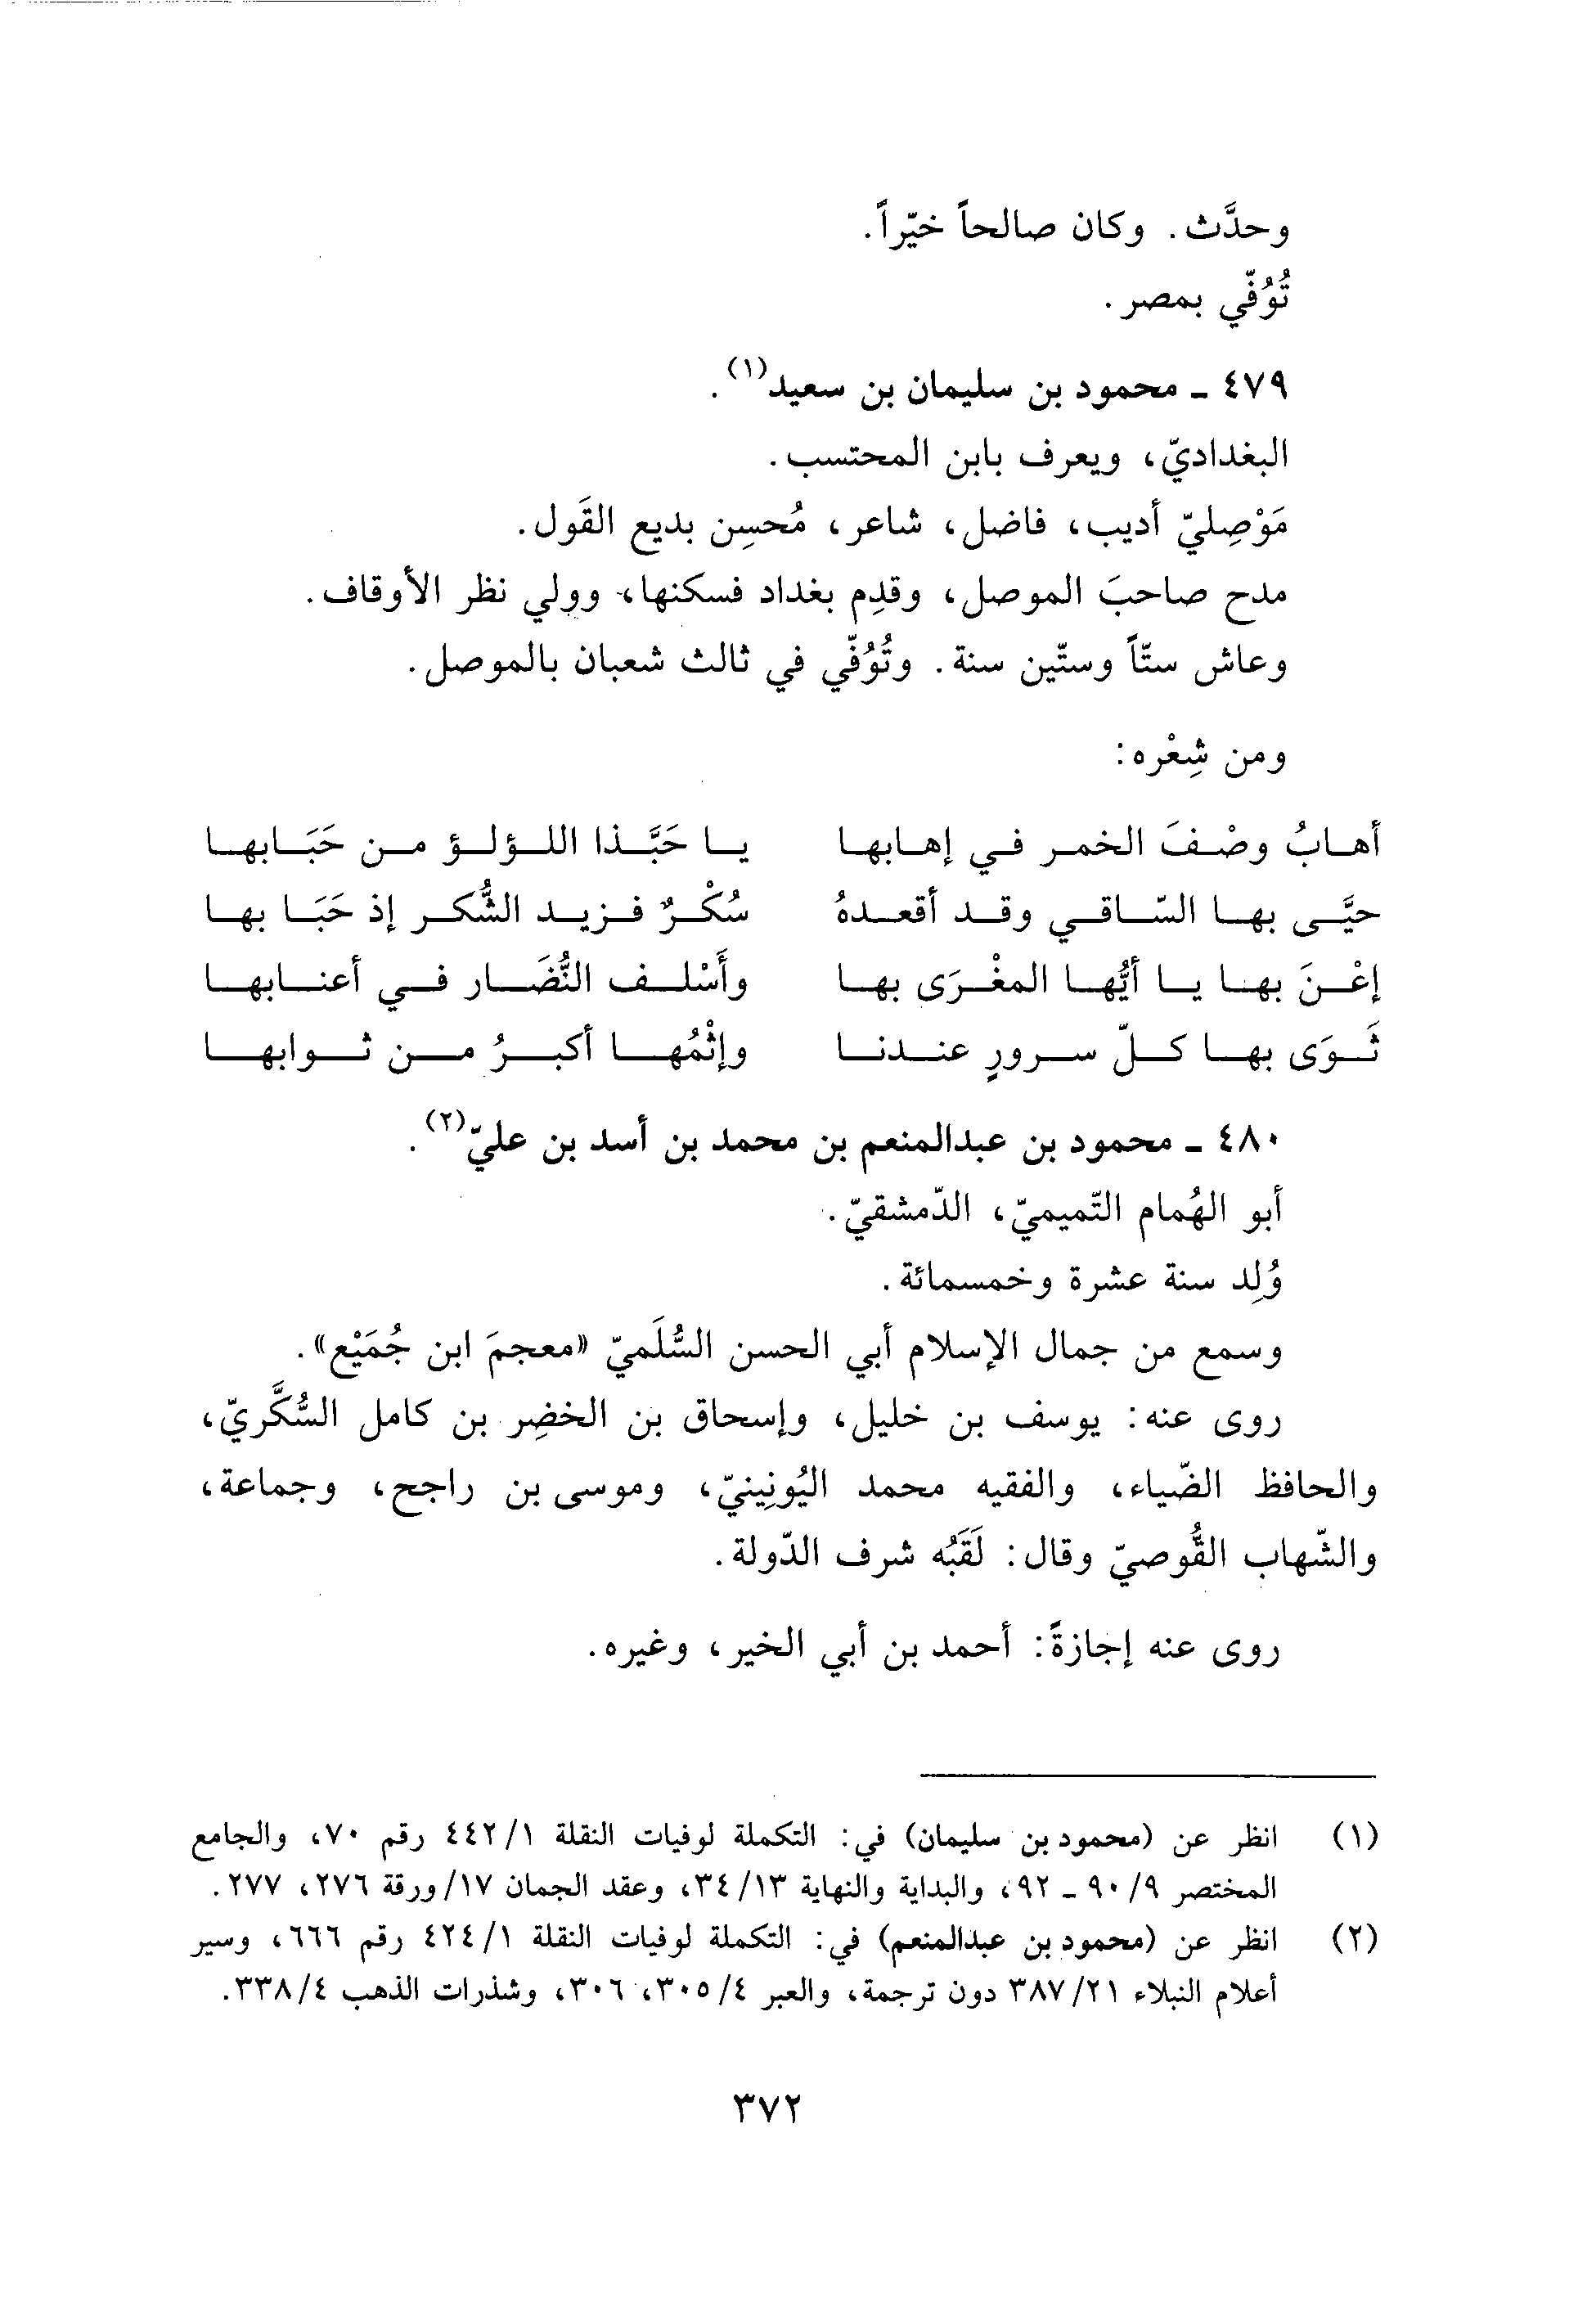 وحدَّث. وكان صالحاً خيّراً.
تُوُفّي بمصر.
٤٧٩ ـ محمود بن سليمان بن سعيد(١).
البغداديّ، ويعرف بابن المحتسب.
مَوْصِليّ أديب، فاضل، شاعر، مُحسِن بديع القَول.
مدح صاحبَ الموصل، وقدِم بغداد فسكنها، وولي نظر الأوقاف.
وعاش ستّاً وستّين سنة. وتُوُفّي في ثالث شعبان بالموصل.
ومن شِعْره:
أهابُ وصْفَ الخمر في إهابها يا حَبَّذا اللؤلؤ من حَبَابها
حيَّى بها السّاقي وقد أقعدهُ سُكْرٌ فزيد الشُّكر إذ حَبَا بها
إعْنَ بها يا أيُّها المغْرَى بها وأَسْلف النُّضَار في أعنابها
ثَوَى بها كلّ سرورٍ عندنا وإثْمُها أكبرُ من ثوابها
٤٨٠ ـ محمود بن عبدالمنعم بن محمد بن أسد بن عليّ(٢).
أبو الهُمام التّميميّ، الدّمشقيّ.
وُلِد سنة عشرة وخمسمائة.
وسمع من جمال الإسلام أبي الحسن السُّلَميّ «معجمَ ابن جُمَيْع».
روى عنه: يوسف بن خليل، وإسحاق بن الخضِر بن كامل السُّكَّريّ،
والحافظ الضّياء، والفقيه محمد اليُونِينيّ، وموسى بن راجح، وجماعة،
والشّهاب القُّوصيّ وقال: لَقَبُه شرف الدّولة.
روى عنه إجازةً: أحمد بن أبي الخير، وغيره.
(١) انظر عن (محمود بن سليمان) في: التكملة لوفيات النقلة ٤٤٢/١ رقم ٧٠، والجامع
المختصر ٩٠/٩ ـ ٩٢، والبداية والنهاية ٣٤/١٣، وعقد الجمان ١٧/ورقة ٢٧٦، ٢٧٧.
(٢) انظر عن (محمود بن عبدالمنعم) في: التكملة لوفيات النقلة ٤٢٤/١ رقم ٦٦٦، وسير
أعلام النبلاء ٣٨٧/٢١ دون ترجمة، والعبر ٣٠٥/٤، ٣٠٦، وشذرات الذهب ٣٣٨/٤.
٣٧٢